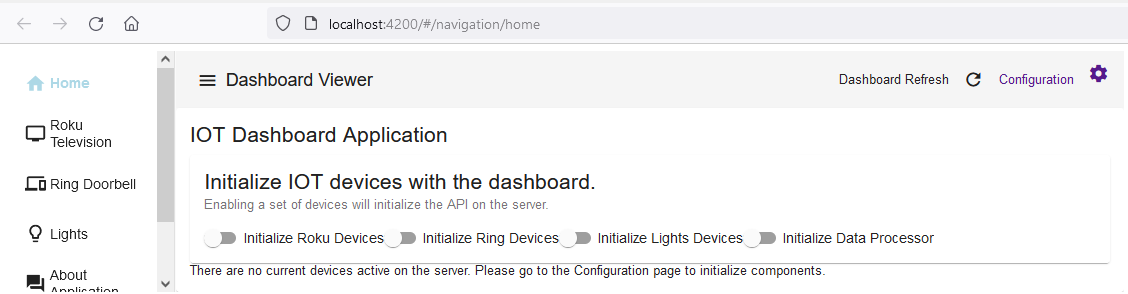 localhost:4200/#/navigation/home
Home
Roku
Television
Ring Doorbell
Lights
About
Application
Dashboard Viewer
Dashboard Refresh
Configuration
IOT Dashboard Application
Initialize IOT devices with the dashboard.
Enabling a set of devices will initialize the API on the server.
Initialize Roku Devices Initialize Ring Devices Initialize Lights Devices Initialize Data Processor
There are no current devices active on the server. Please go to the Configuration page to initialize components.